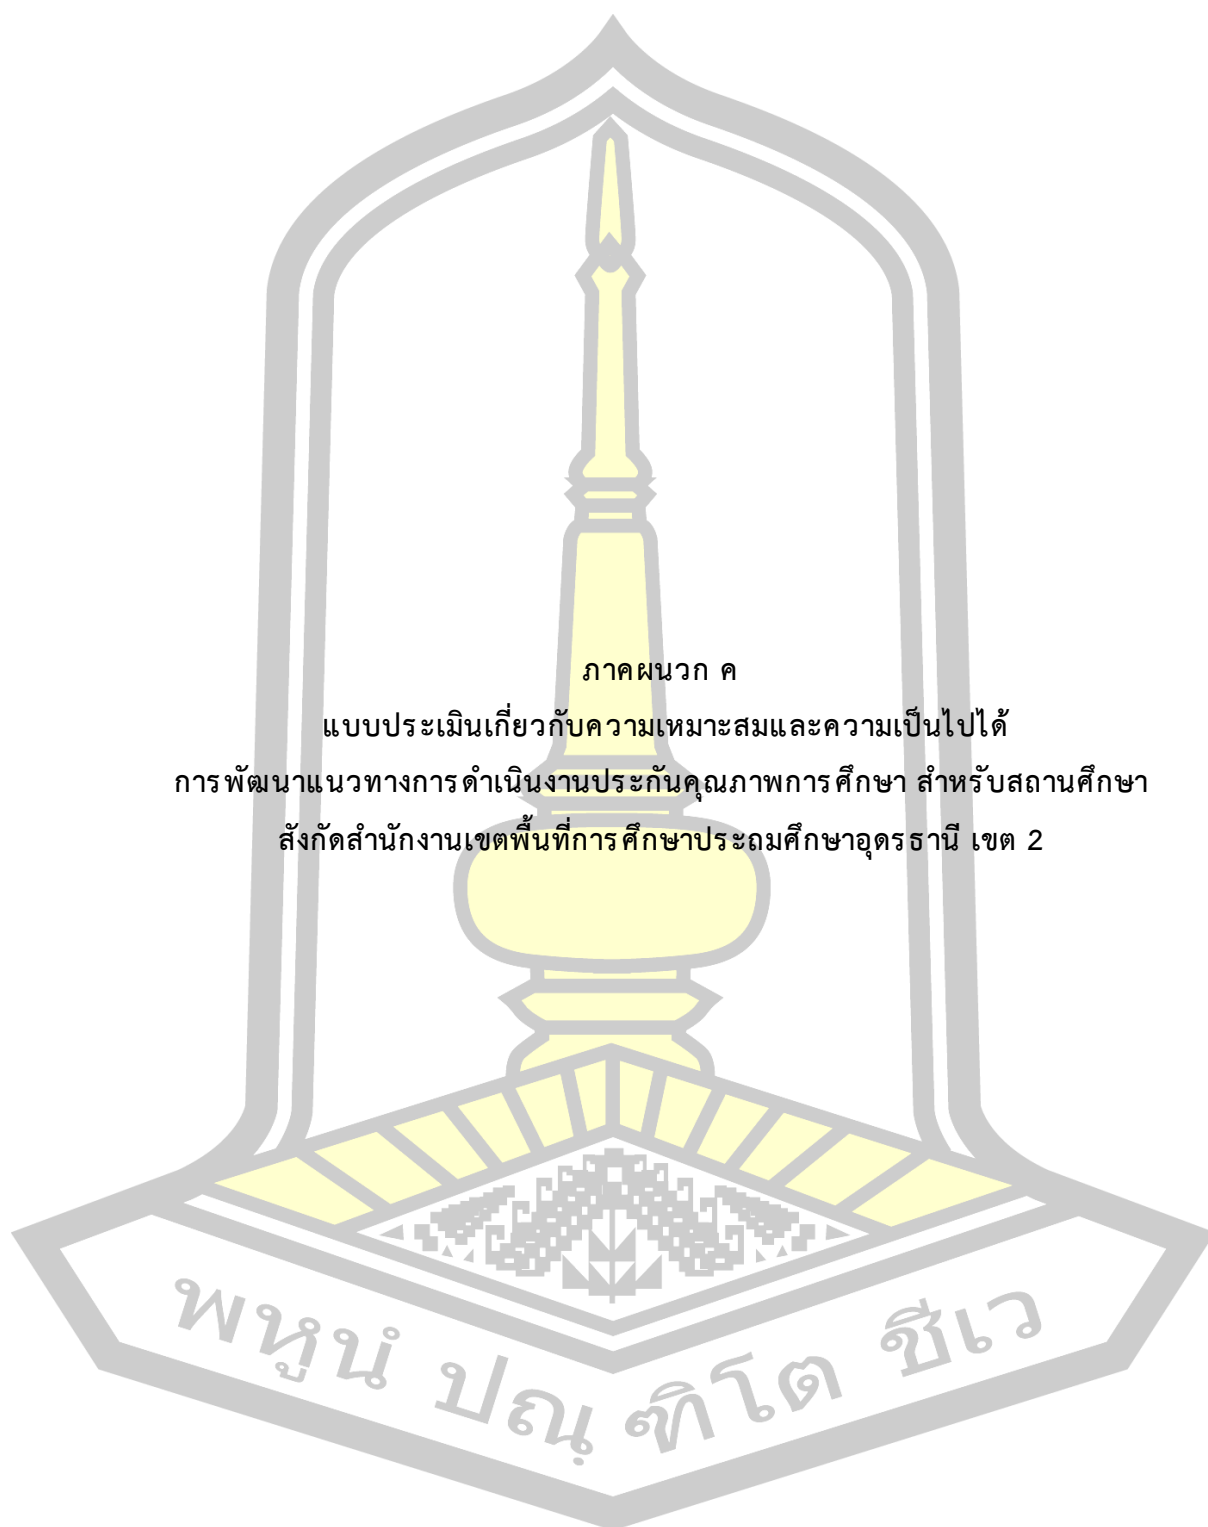 ภาคผนวก ค
แบบประเมินเกี่ยวกับความเหมาะสมและความเป็นไปได้
การพัฒนาแนวทางการดำเนินงานประกันคุณภาพการศึกษา สำหรับสถานศึกษา
สังกัดสำนักงานเขตพื้นที่การศึกษาประถมศึกษาอุดรธานี เขต 2
พหูนํ ปณฺฑิโต ชีเว